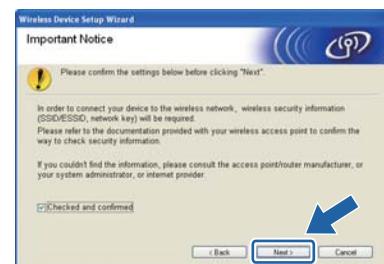 Wireless Device Setup Wizard
Important Notice
Please confirm the settings below before clicking "Next".
In order to connect your device to the wireless network, wireless security information
(SSID/ESSID, network key) will be required.
Please refer to the documentation provided with your wireless access point to confirm the
way to check security information.
If you couldn't find the information, please consult the access point/router manufacturer, or
your system administrator, or internet provider.
Checked and confirmed
< Back Next > Cancel